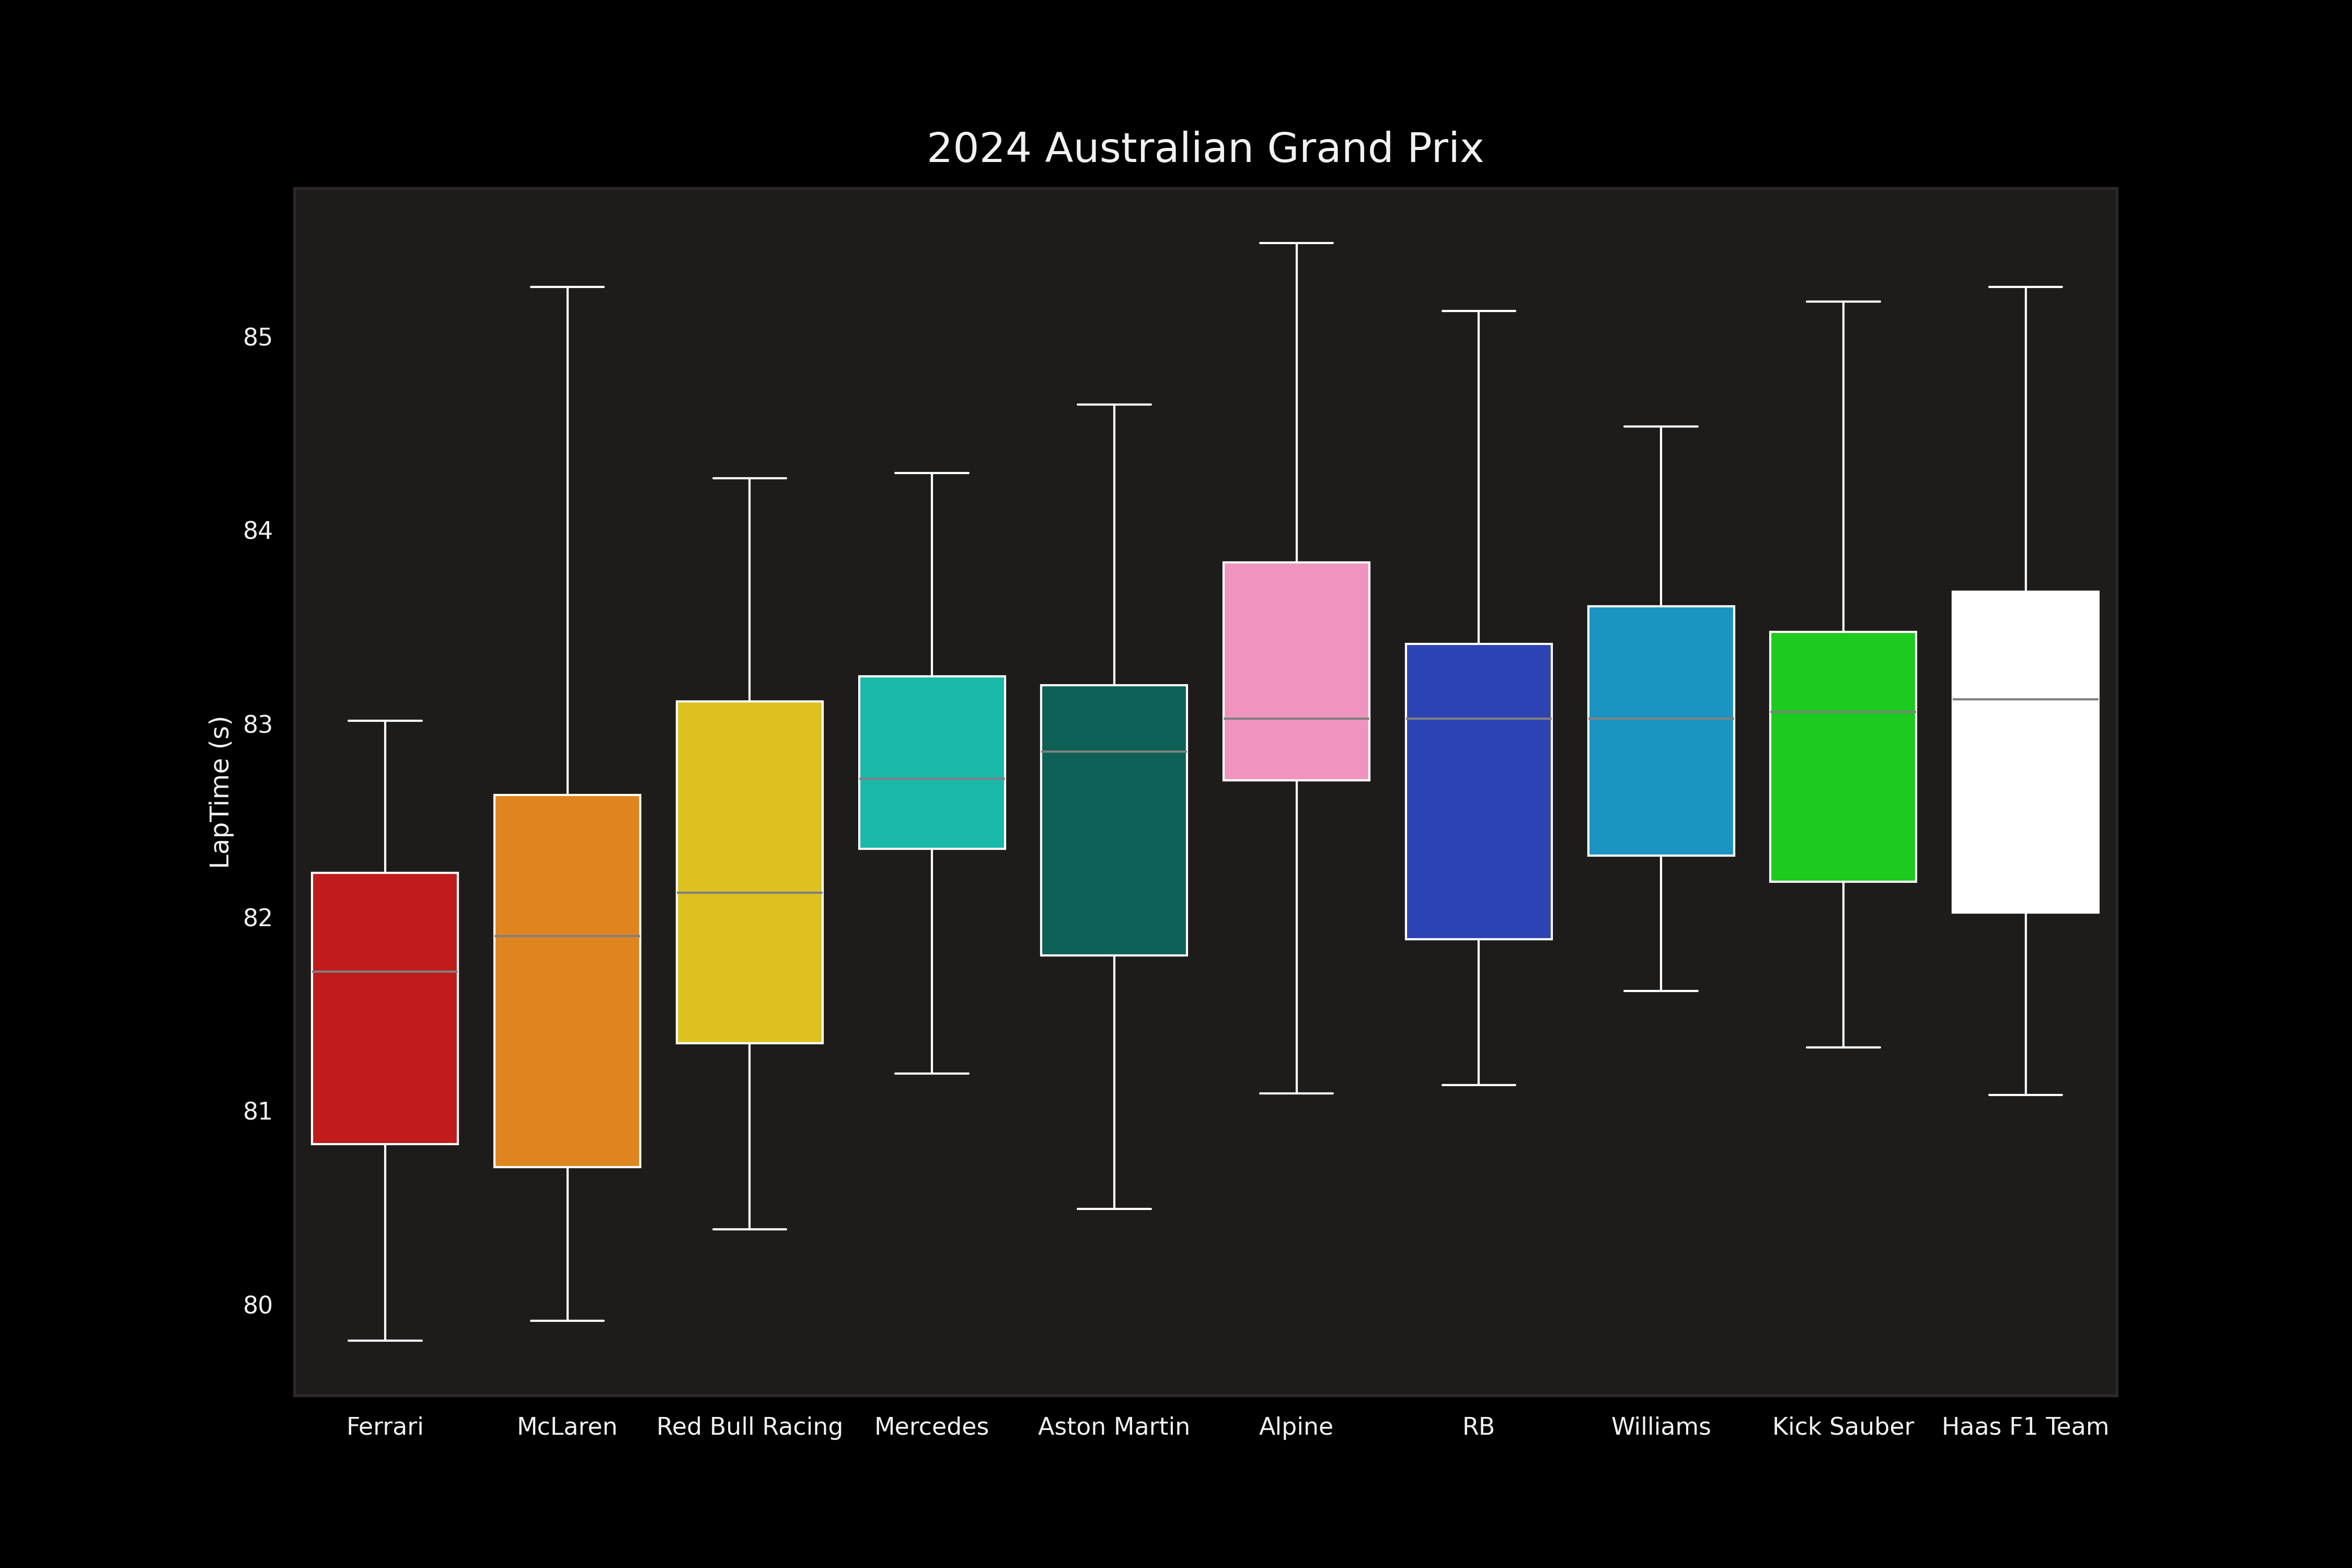 2024 Australian Grand Prix
LapTime (s)
85
84
83
82
81
80
Ferrari McLaren Red Bull Racing Mercedes Aston Martin Alpine RB Williams Kick Sauber Haas F1 Team